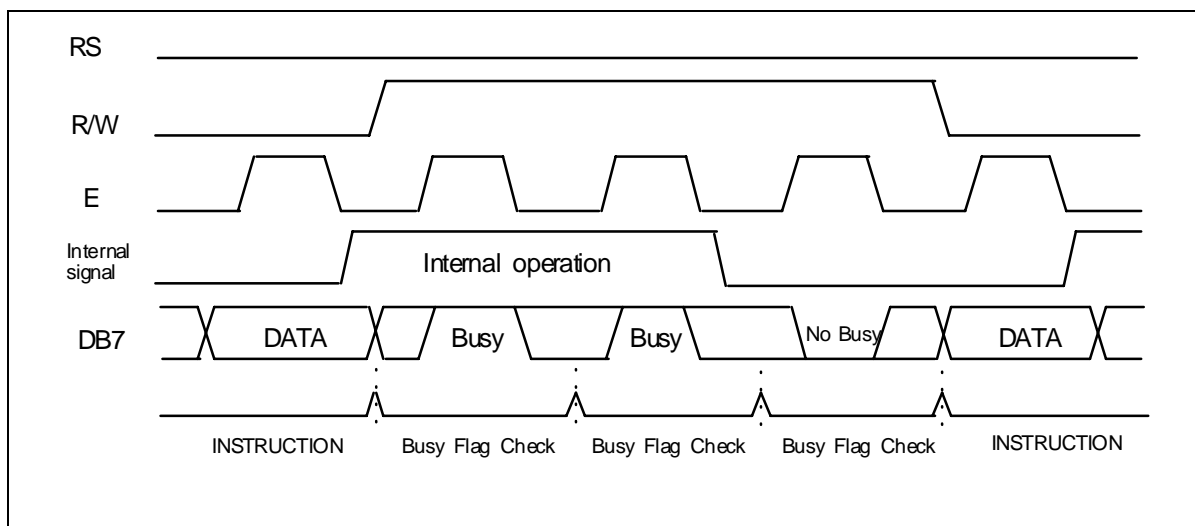 RS
R/W
E
Internal signal
Internal operation
DB7
DATA
Busy
Busy
No Busy
DATA
INSTRUCTION
Busy Flag Check
Busy Flag Check
Busy Flag Check
INSTRUCTION